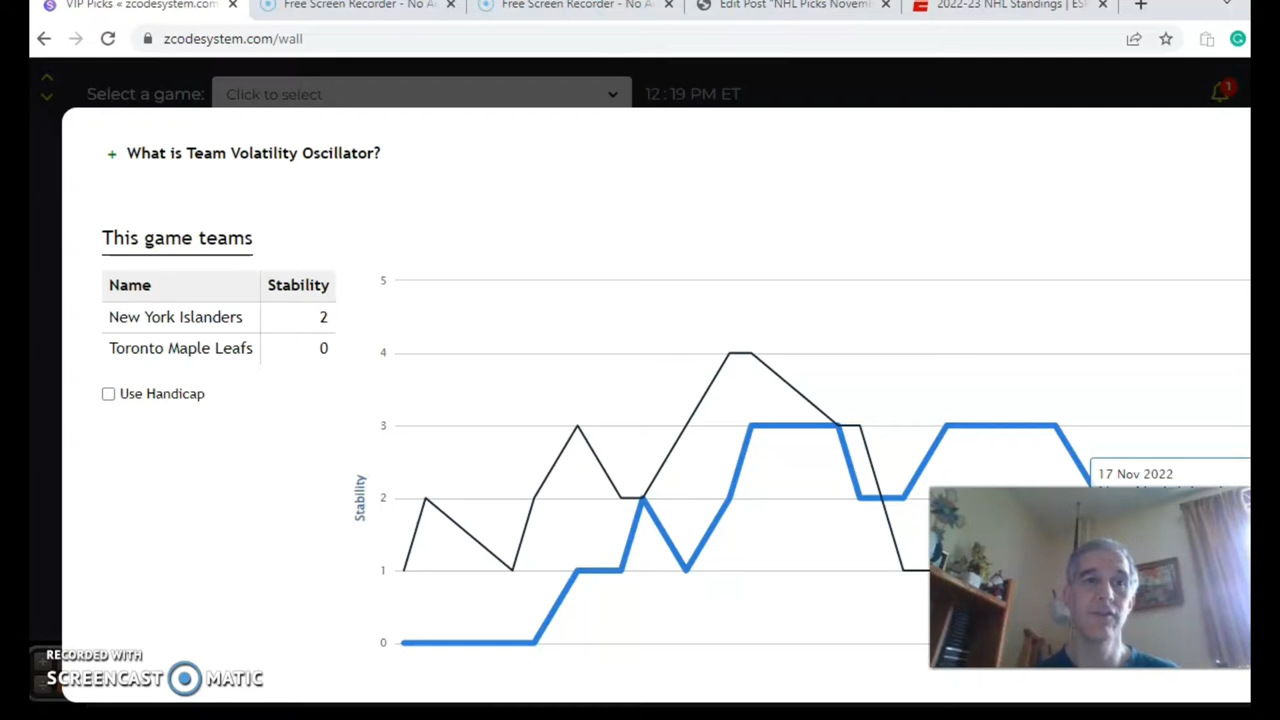 VIP Picks « zcodesystem.com
Free Screen Recorder - No A
Free Screen Recorder - No A
Edit Post "NHL Picks Novemb
2022-23 NHL Standings | ESP
zcodesystem.com/wall
Select a game:
Click to select
12:19 PM ET
1
+ What is Team Volatility Oscillator?
This game teams
Name Stability
New York Islanders 2
Toronto Maple Leafs 0
Use Handicap
5
4
3
2
1
0
Stability
17 Nov 2022
RECORDED WITH
SCREENCAST MATIC